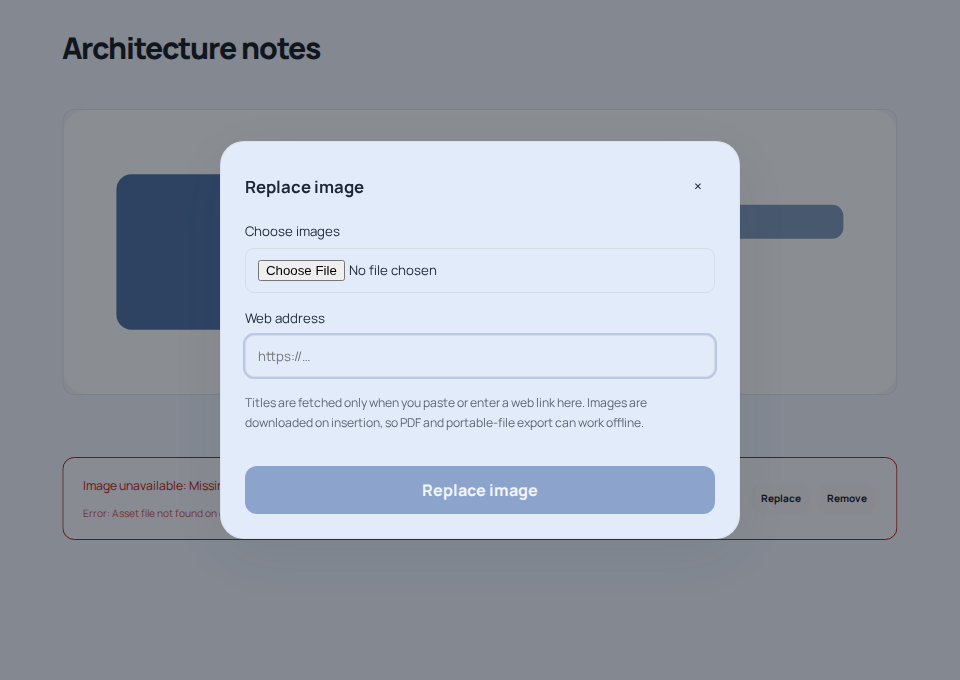 Architecture notes
Replace image
×
Choose images
Choose File No file chosen
Web address
https://...
Titles are fetched only when you paste or enter a web link here. Images are
downloaded on insertion, so PDF and portable-file export can work offline.
Replace image
Image unavailable:
Error: Asset file not found on
Replace Remove